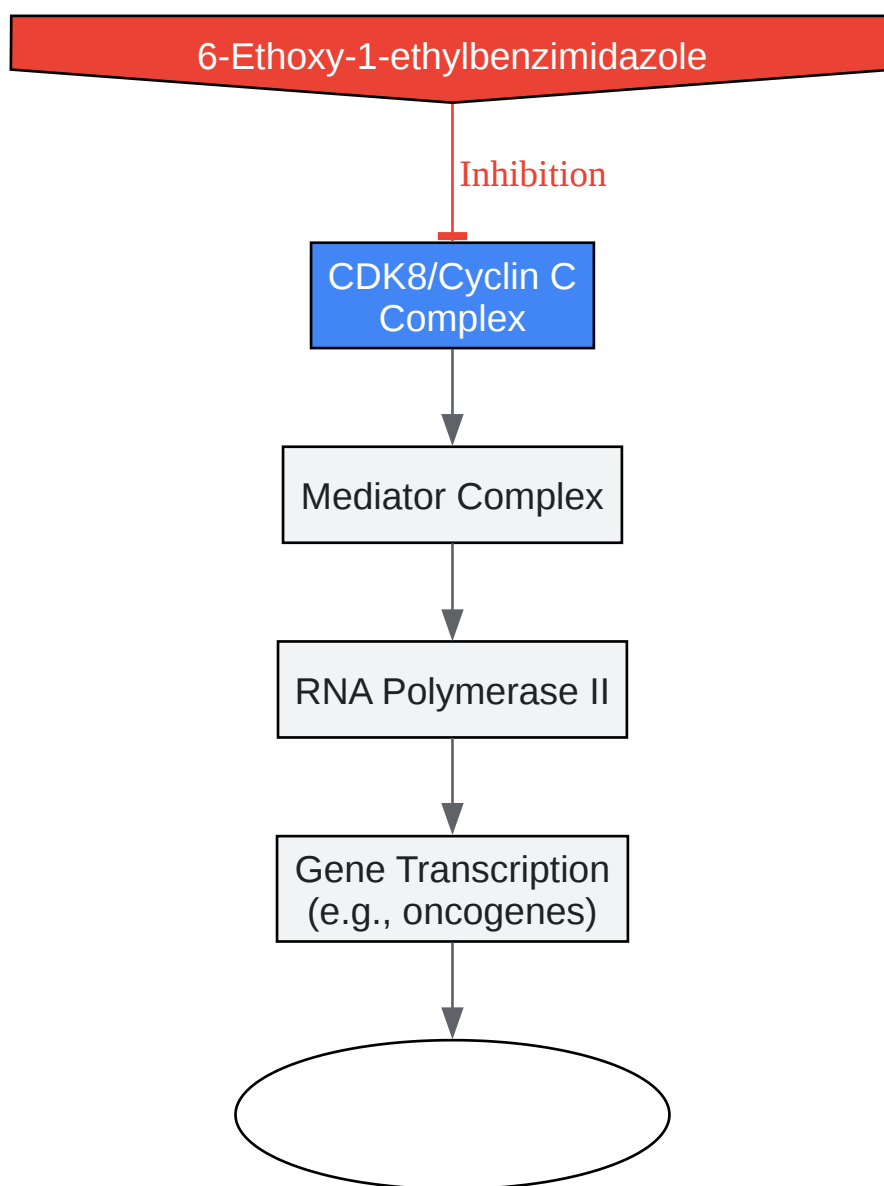 6-Ethoxy-1-ethylbenzimidazole
Inhibition
CDK8/Cyclin C
Complex
Mediator Complex
RNA Polymerase II
Gene Transcription
(e.g., oncogenes)